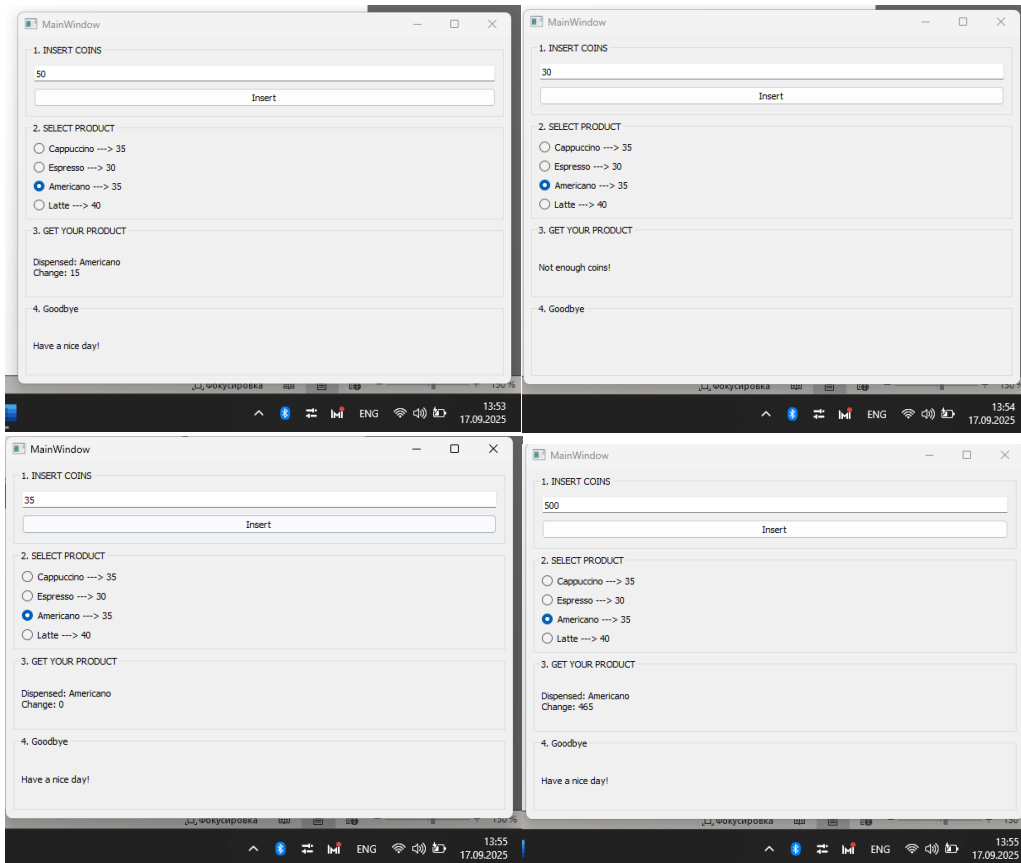 MainWindow
1. INSERT COINS
50
Insert
2. SELECT PRODUCT
Cappuccino ---> 35
Espresso ---> 30
Americano ---> 35
Latte ---> 40
3. GET YOUR PRODUCT
Dispensed: Americano
Change: 15
4. Goodbye
Have a nice day!
Фокусировка
150 %
ENG
13:53
17.09.2025
MainWindow
1. INSERT COINS
30
Insert
2. SELECT PRODUCT
Cappuccino ---> 35
Espresso ---> 30
Americano ---> 35
Latte ---> 40
3. GET YOUR PRODUCT
Not enough coins!
4. Goodbye
Фокусировка
ENG
13:54
17.09.2025
MainWindow
1. INSERT COINS
35
Insert
2. SELECT PRODUCT
Cappuccino ---> 35
Espresso ---> 30
Americano ---> 35
Latte ---> 40
3. GET YOUR PRODUCT
Dispensed: Americano
Change: 0
4. Goodbye
Have a nice day!
Фокусировка
150 %
ENG
13:55
17.09.2025
MainWindow
1. INSERT COINS
500
Insert
2. SELECT PRODUCT
Cappuccino ---> 35
Espresso ---> 30
Americano ---> 35
Latte ---> 40
3. GET YOUR PRODUCT
Dispensed: Americano
Change: 465
4. Goodbye
Have a nice day!
Фокусировка
ENG
13:55
17.09.2025